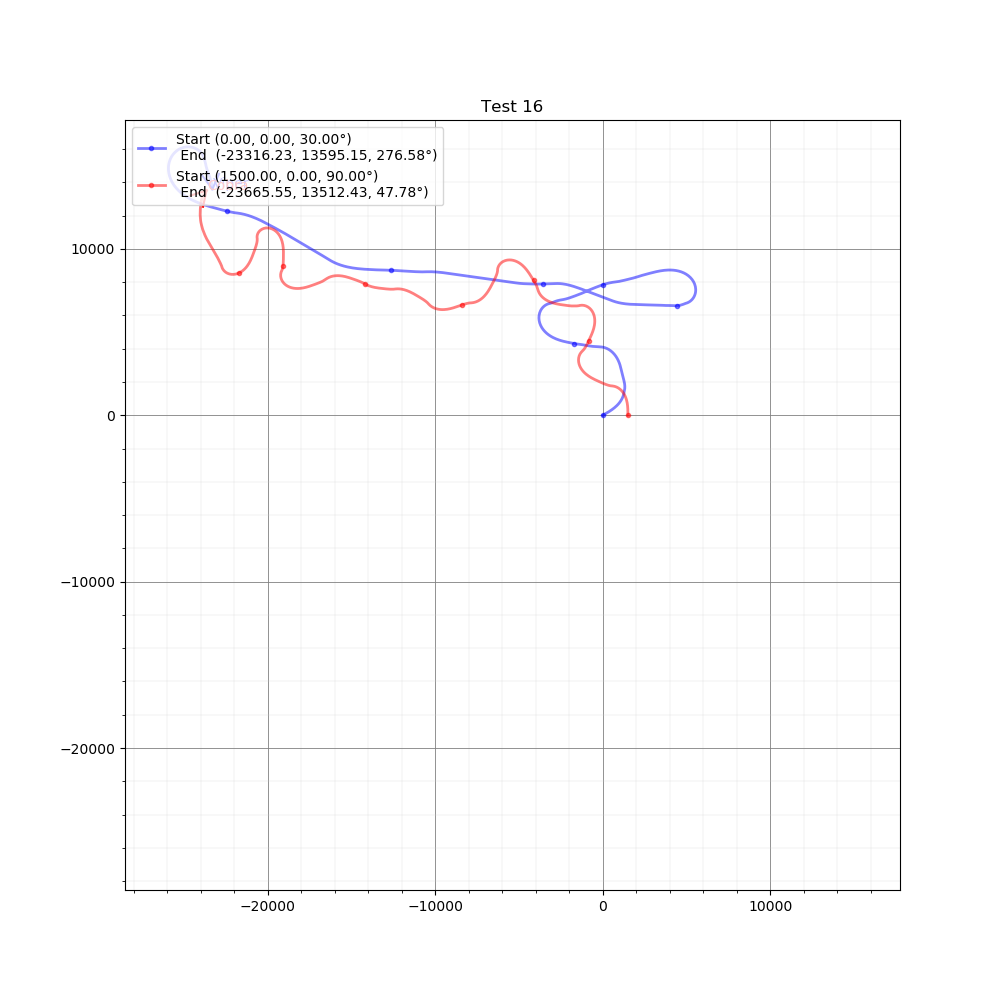 Test 16
Start (0.00, 0.00, 30.00°)
End (-23316.23, 13595.15, 276.58°)
Start (1500.00, 0.00, 90.00°)
End (-23665.55, 13512.43, 47.78°)
10000
0
−10000
−20000
−20000
−10000
0
10000